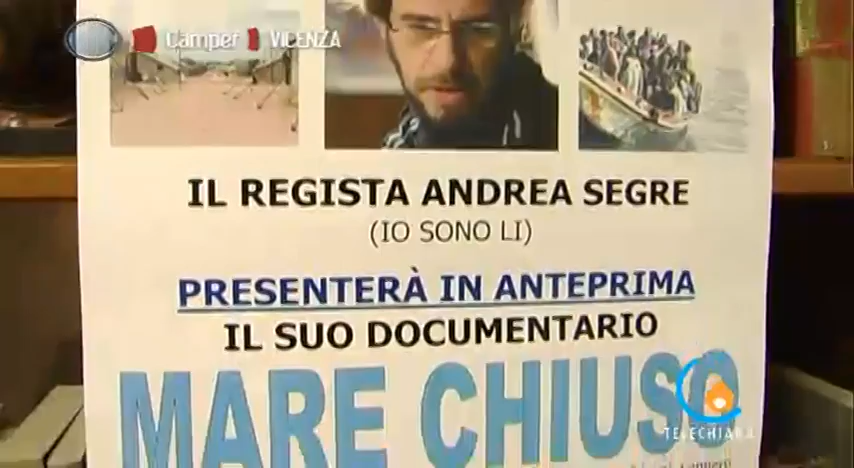 Camper VICENZA
IL REGISTA ANDREA SEGRE
(IO SONO LI)
PRESENTERÀ IN ANTEPRIMA
IL SUO DOCUMENTARIO
MARE CHIUSO
TELECHIARA